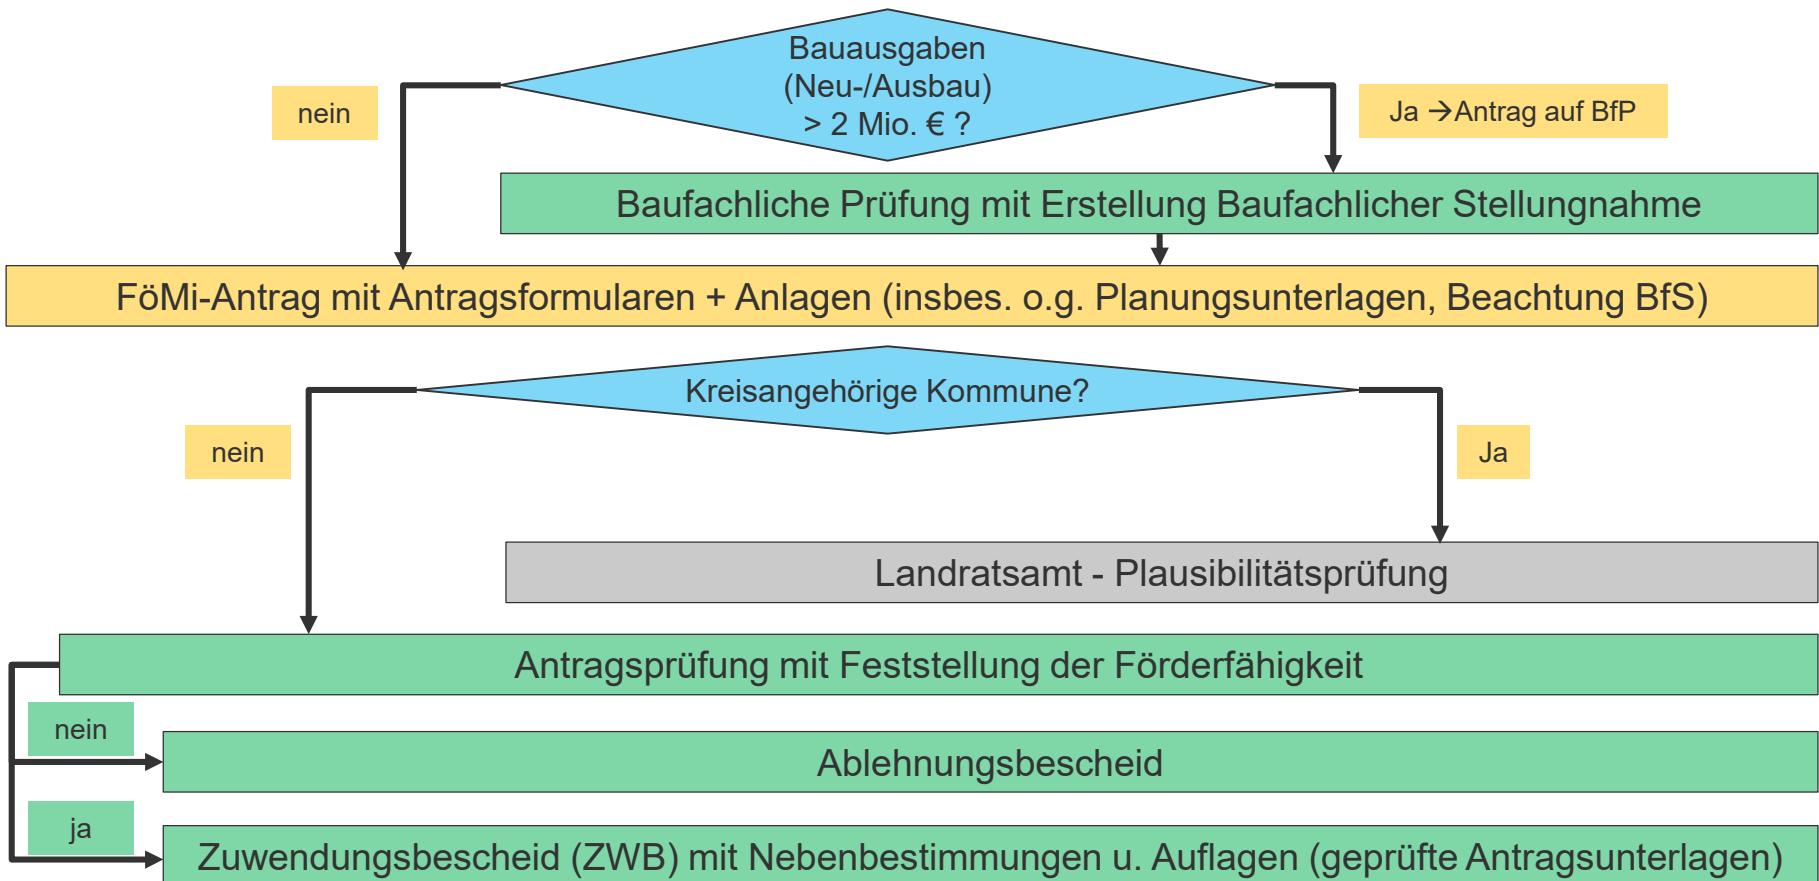 Bauausgaben
(Neu-/Ausbau)
> 2 Mio. € ?
nein
Ja →Antrag auf BfP
Baufachliche Prüfung mit Erstellung Baufachlicher Stellungnahme
FöMi-Antrag mit Antragsformularen + Anlagen (insbes. o.g. Planungsunterlagen, Beachtung BfS)
Kreisangehörige Kommune?
nein
Ja
Landratsamt - Plausibilitätsprüfung
Antragsprüfung mit Feststellung der Förderfähigkeit
nein
Ablehnungsbescheid
ja
Zuwendungsbescheid (ZWB) mit Nebenbestimmungen u. Auflagen (geprüfte Antragsunterlagen)